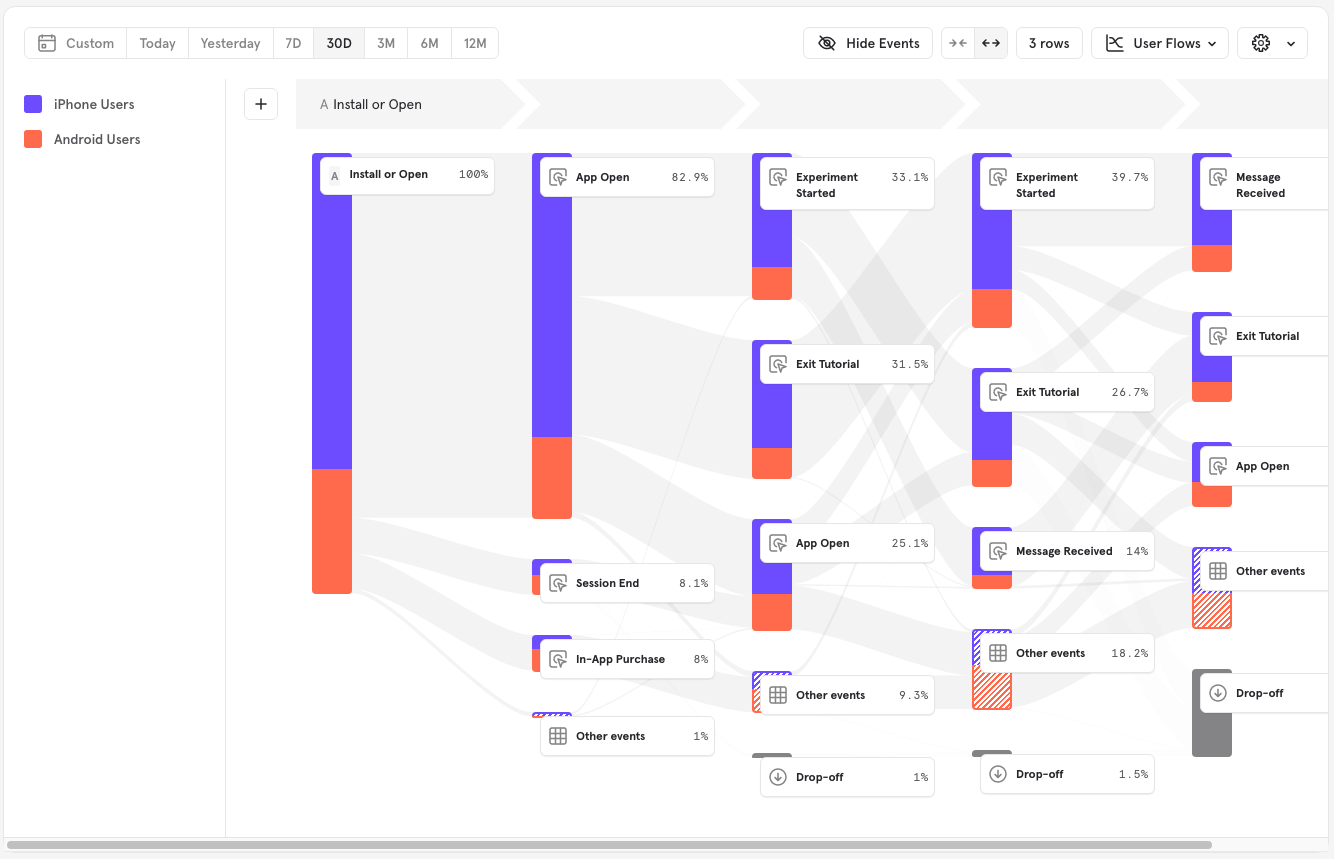 Custom Today Yesterday 7D 30D 3M 6M 12M Hide Events 3 rows User Flows
iPhone Users
Android Users
A Install or Open
A Install or Open 100%
App Open 82.9%
Session End 8.1%
In-App Purchase 8%
Other events 1%
Experiment
Started 33.1%
Exit Tutorial 31.5%
App Open 25.1%
Other events 9.3%
Drop-off 1%
Experiment
Started 39.7%
Exit Tutorial 26.7%
Message Received 14%
Other events 18.2%
Drop-off 1.5%
Message
Received
Exit Tutorial
App Open
Other events
Drop-off